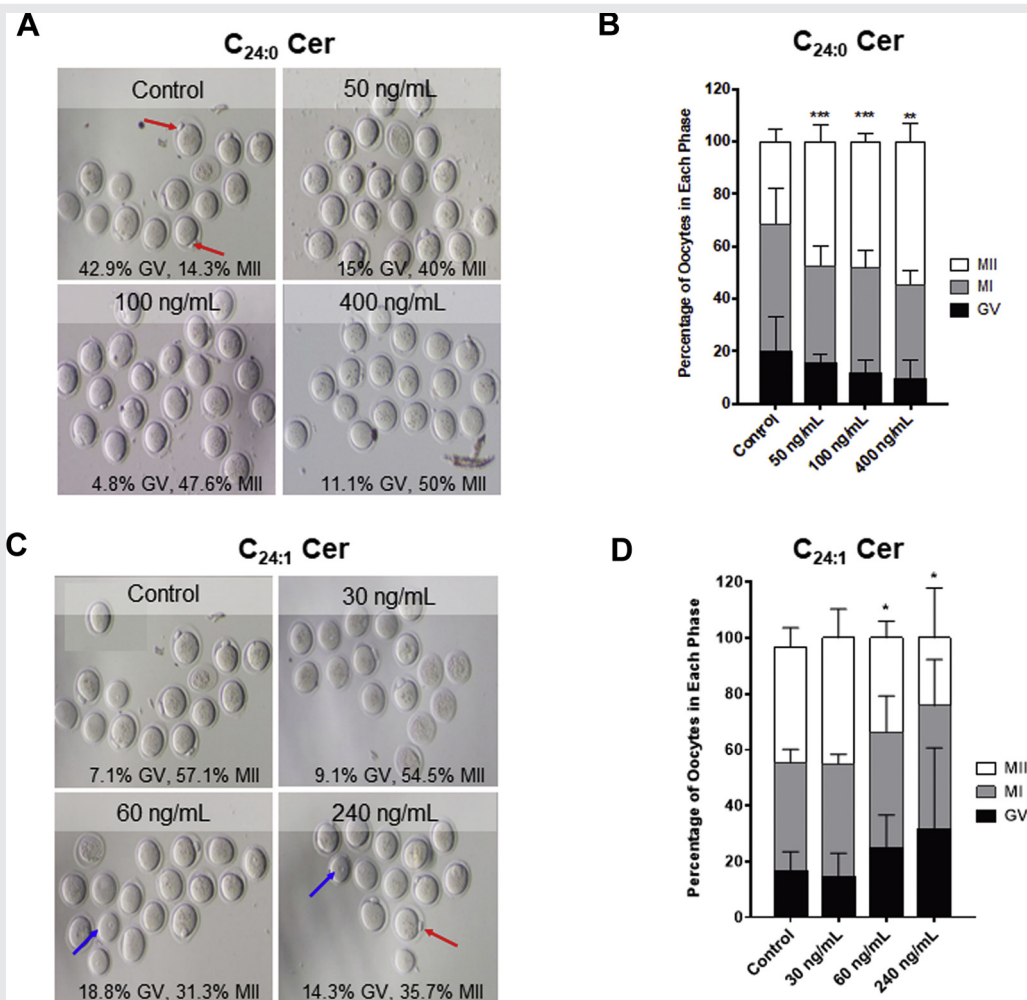 A
C24:0 Cer
Control
50 ng/mL
42.9% GV, 14.3% MII
15% GV, 40% MII
100 ng/mL
400 ng/mL
4.8% GV, 47.6% MII
11.1% GV, 50% MII
B
C24:0 Cer
Percentage of Oocytes in Each Phase
120
100
80
60
40
20
0
***
***
**
MII
MI
GV
Control
50 ng/mL
100 ng/mL
400 ng/mL
C
C24:1 Cer
Control
30 ng/mL
7.1% GV, 57.1% MII
9.1% GV, 54.5% MII
60 ng/mL
240 ng/mL
18.8% GV, 31.3% MII
14.3% GV, 35.7% MII
D
C24:1 Cer
Percentage of Oocytes in Each Phase
120
100
80
60
40
20
0
*
*
MII
MI
GV
Control
30 ng/mL
60 ng/mL
240 ng/mL